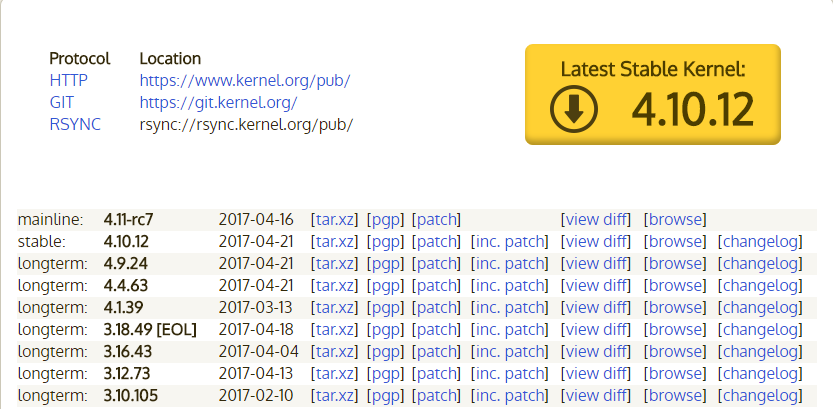 Protocol Location
HTTP https://www.kernel.org/pub/
GIT https://git.kernel.org/
RSYNC rsync://rsync.kernel.org/pub/
Latest Stable Kernel:
4.10.12
mainline: 4.11-rc7 2017-04-16 [tar.xz] [pgp] [patch] [view diff] [browse]
stable: 4.10.12 2017-04-21 [tar.xz] [pgp] [patch] [inc. patch] [view diff] [browse] [changelog]
longterm: 4.9.24 2017-04-21 [tar.xz] [pgp] [patch] [inc. patch] [view diff] [browse] [changelog]
longterm: 4.4.63 2017-04-21 [tar.xz] [pgp] [patch] [inc. patch] [view diff] [browse] [changelog]
longterm: 4.1.39 2017-03-13 [tar.xz] [pgp] [patch] [inc. patch] [view diff] [browse] [changelog]
longterm: 3.18.49 [EOL] 2017-04-18 [tar.xz] [pgp] [patch] [inc. patch] [view diff] [browse] [changelog]
longterm: 3.16.43 2017-04-04 [tar.xz] [pgp] [patch] [inc. patch] [view diff] [browse] [changelog]
longterm: 3.12.73 2017-04-13 [tar.xz] [pgp] [patch] [inc. patch] [view diff] [browse] [changelog]
longterm: 3.10.105 2017-02-10 [tar.xz] [pgp] [patch] [inc. patch] [view diff] [browse] [changelog]